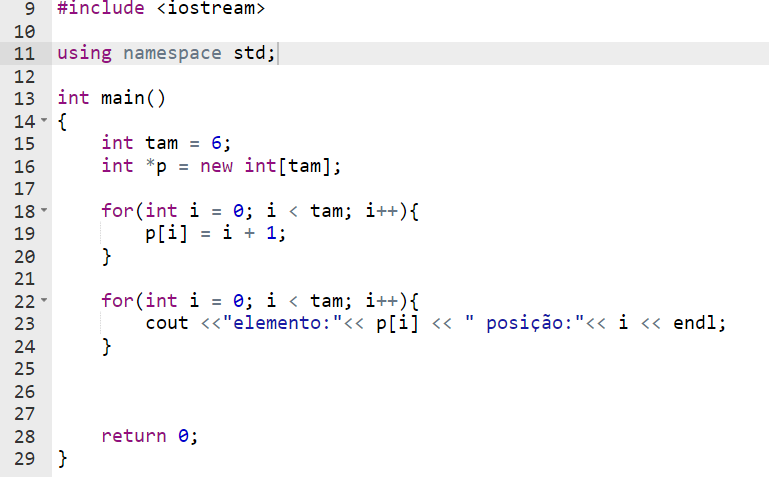 9 #include <iostream>
10
11 using namespace std;
12
13 int main()
14 {
15     int tam = 6;
16     int *p = new int[tam];
17
18     for(int i = 0; i < tam; i++){
19         p[i] = i + 1;
20     }
21
22     for(int i = 0; i < tam; i++){
23         cout <<"elemento:"<< p[i] << " posição:"<< i << endl;
24     }
25
26
27
28     return 0;
29 }